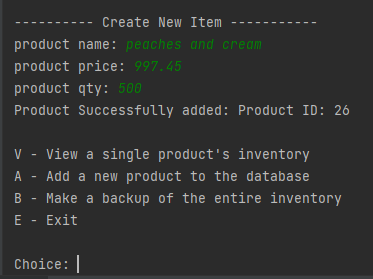 ---------- Create New Item -----------
product name: peaches and cream
product price: 997.45
product qty: 500
Product Successfully added: Product ID: 26
V - View a single product's inventory
A - Add a new product to the database
B - Make a backup of the entire inventory
E - Exit
Choice: